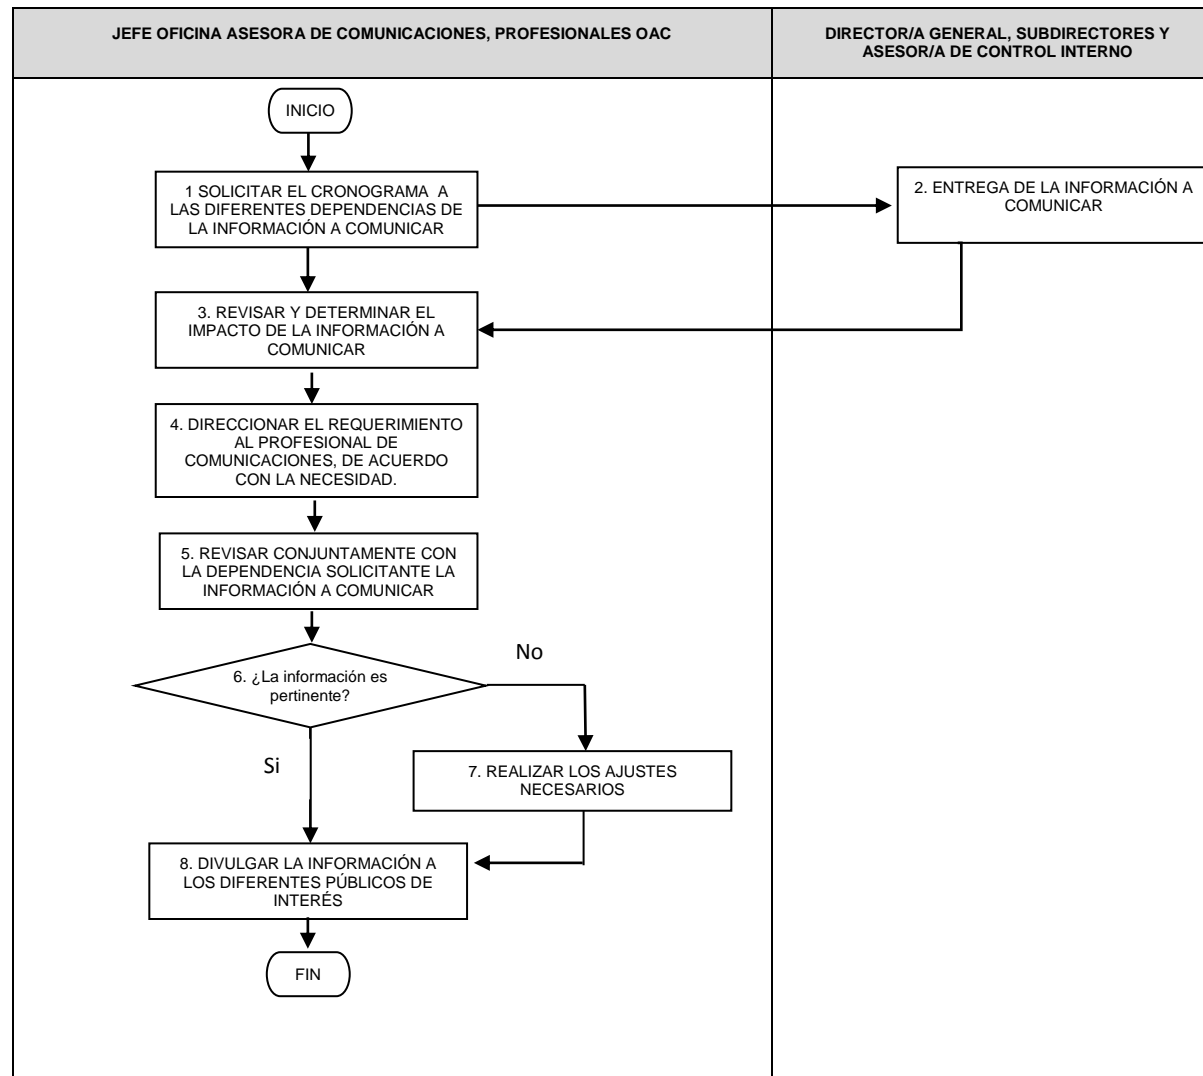 JEFE OFICINA ASESORA DE COMUNICACIONES, PROFESIONALES OAC
DIRECTOR/A GENERAL, SUBDIRECTORES Y
ASESOR/A DE CONTROL INTERNO
INICIO
1 SOLICITAR EL CRONOGRAMA A
LAS DIFERENTES DEPENDENCIAS DE
LA INFORMACIÓN A COMUNICAR
2. ENTREGA DE LA INFORMACIÓN A
COMUNICAR
3. REVISAR Y DETERMINAR EL
IMPACTO DE LA INFORMACIÓN A
COMUNICAR
4. DIRECCIONAR EL REQUERIMIENTO
AL PROFESIONAL DE
COMUNICACIONES, DE ACUERDO
CON LA NECESIDAD.
5. REVISAR CONJUNTAMENTE CON
LA DEPENDENCIA SOLICITANTE LA
INFORMACIÓN A COMUNICAR
6. ¿La información es
pertinente?
No
Si
7. REALIZAR LOS AJUSTES
NECESARIOS
8. DIVULGAR LA INFORMACIÓN A
LOS DIFERENTES PÚBLICOS DE
INTERÉS
FIN